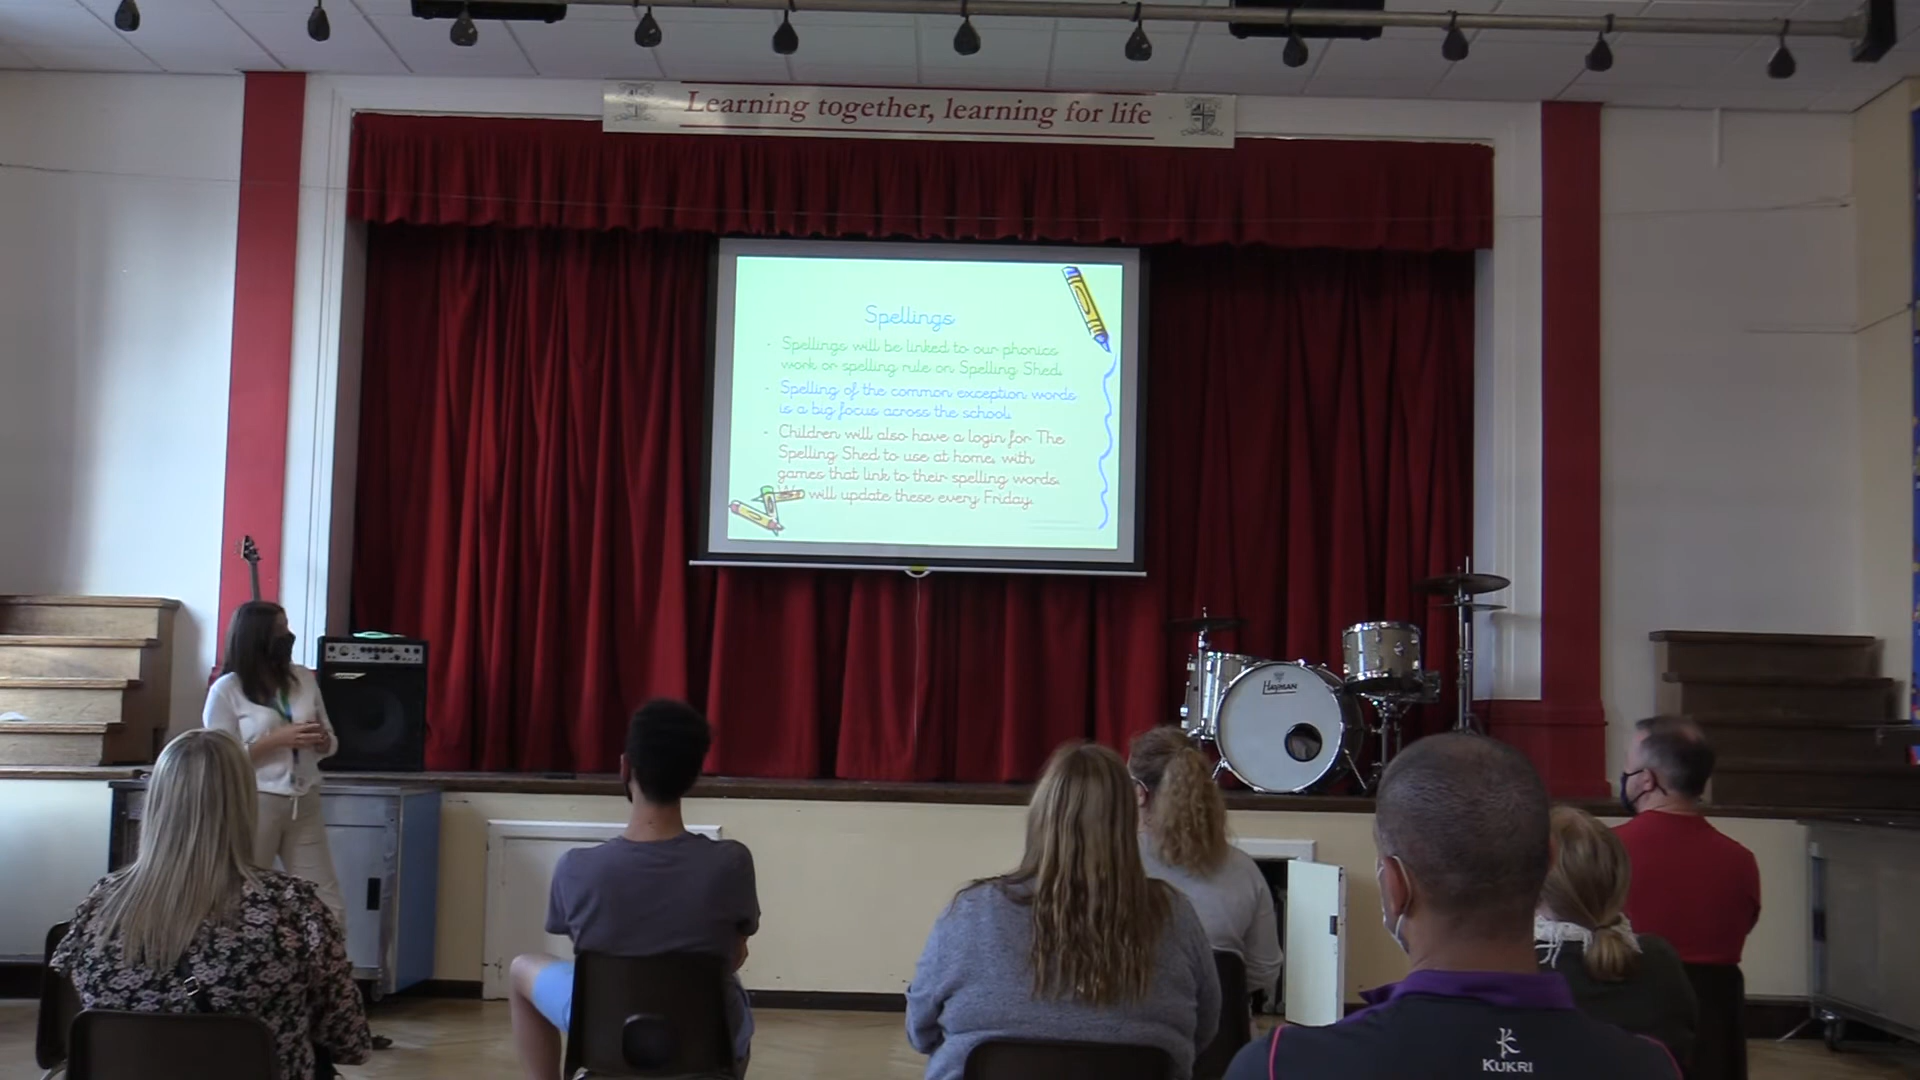 Learning together, learning for life
Spellings
- Spellings will be linked to our phonics
work or spelling rule on Spelling Shed.
- Spelling of the common exception words
is a big focus across the school.
- Children will also have a login for The
Spelling Shed to use at home, with
games that link to their spelling words.
We will update these every Friday.
HAYMAN
KUKRI